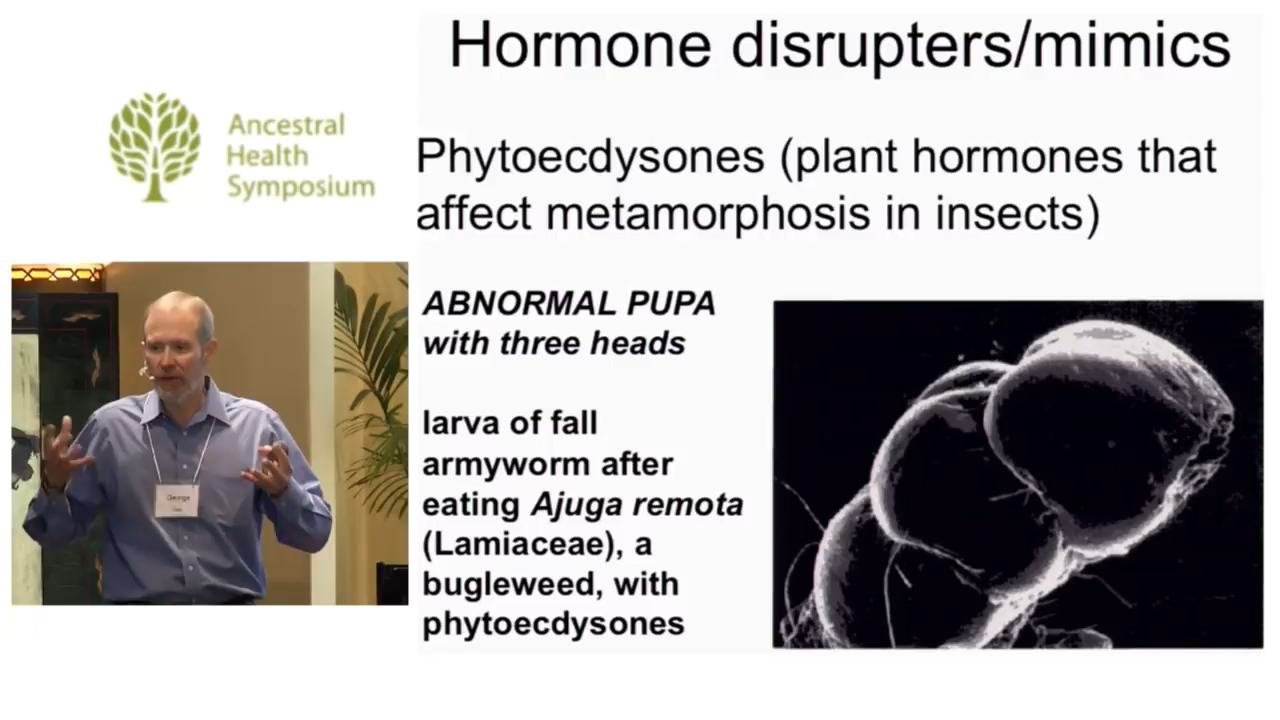 Hormone disrupters/mimics
Ancestral
Health
Symposium
Phytoecdysones (plant hormones that
affect metamorphosis in insects)
ABNORMAL PUPA
with three heads
larva of fall
armyworm after
eating Ajuga remota
(Lamiaceae), a
bugleweed, with
phytoecdysones
George